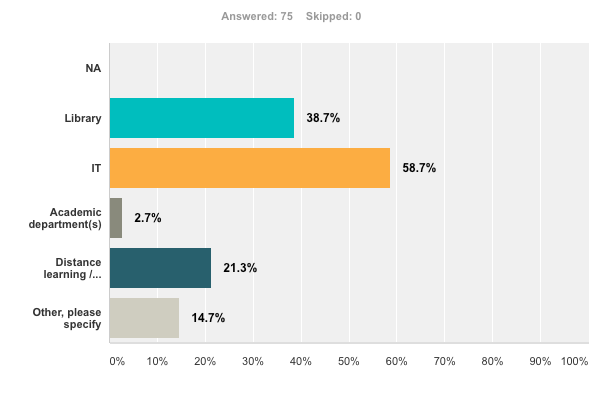 Answered: 75 Skipped: 0
NA
Library
38.7%
IT
58.7%
Academic
department(s)
2.7%
Distance
learning /...
21.3%
Other, please
specify
14.7%
0% 10% 20% 30% 40% 50% 60% 70% 80% 90% 100%